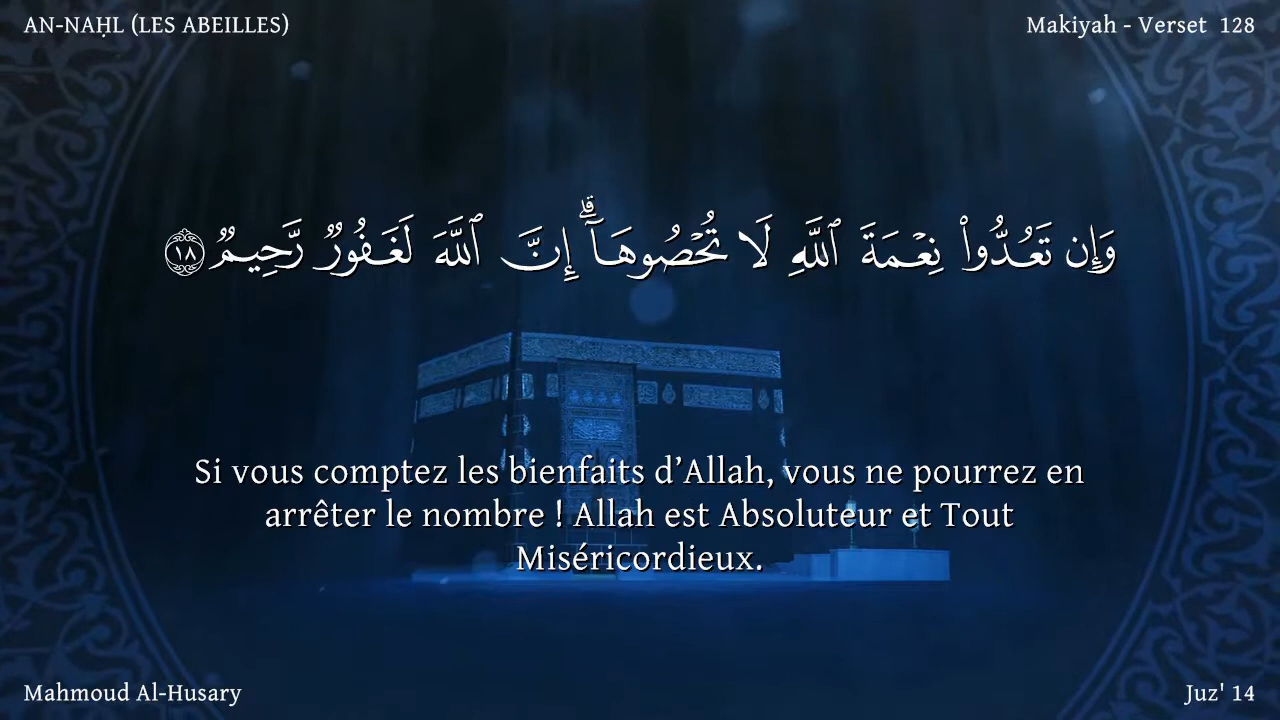 AN-NAḤL (LES ABEILLES)
Makiyah - Verset 128
وَإِن تَعُدُّوا۟ نِعْمَةَ ٱللَّهِ لَا تُحْصُوهَآ ۗ إِنَّ ٱللَّهَ لَغَفُورٌ رَّحِيمٌ ١٨
Si vous comptez les bienfaits d’Allah, vous ne pourrez en
arrêter le nombre ! Allah est Absoluteur et Tout
Miséricordieux.
Mahmoud Al-Husary
Juz' 14